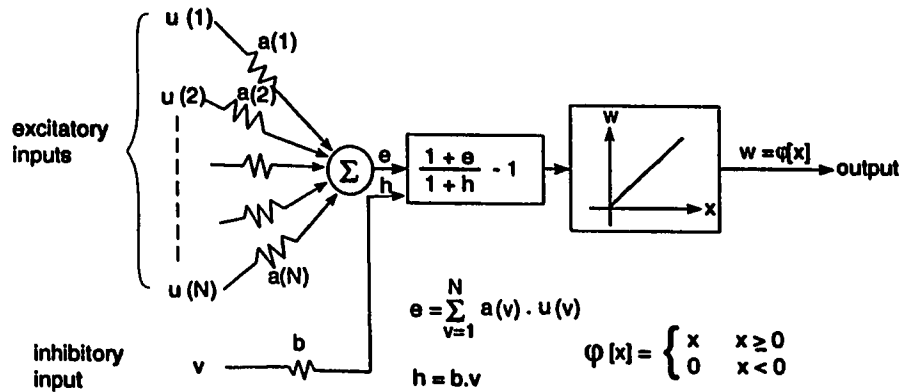 u (1)
a(1)
u (2)
a(2)
excitatory
inputs
Σ
e
h
1 + e
1 + h
- 1
w
x
w = φ[x]
output
u (N)
a(N)
inhibitory
input
v
b
e = N Σ v=1 a (v) . u (v)
h = b.v
φ [x] = { x x ≥ 0
0 x < 0